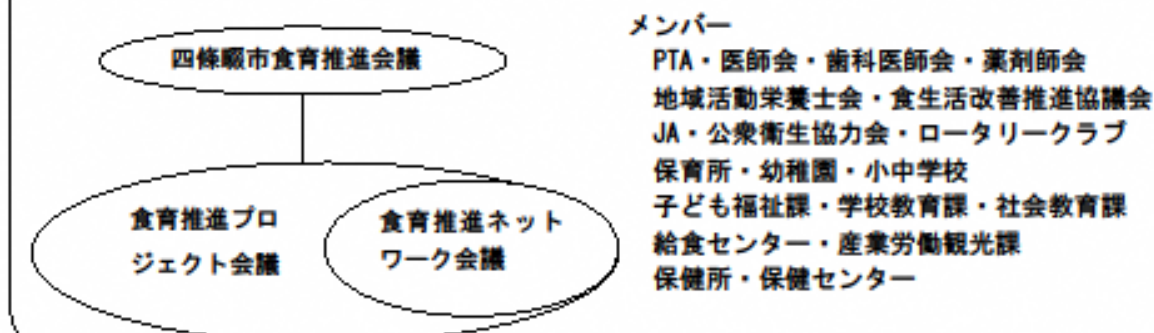 四條畷市食育推進会議
食育推進プロ
ジェクト会議
食育推進ネット
ワーク会議
メンバー
PTA・医師会・歯科医師会・薬剤師会
地域活動栄養士会・食生活改善推進協議会
JA・公衆衛生協力会・ロータリークラブ
保育所・幼稚園・小中学校
子ども福祉課・学校教育課・社会教育課
給食センター・産業労働観光課
保健所・保健センター